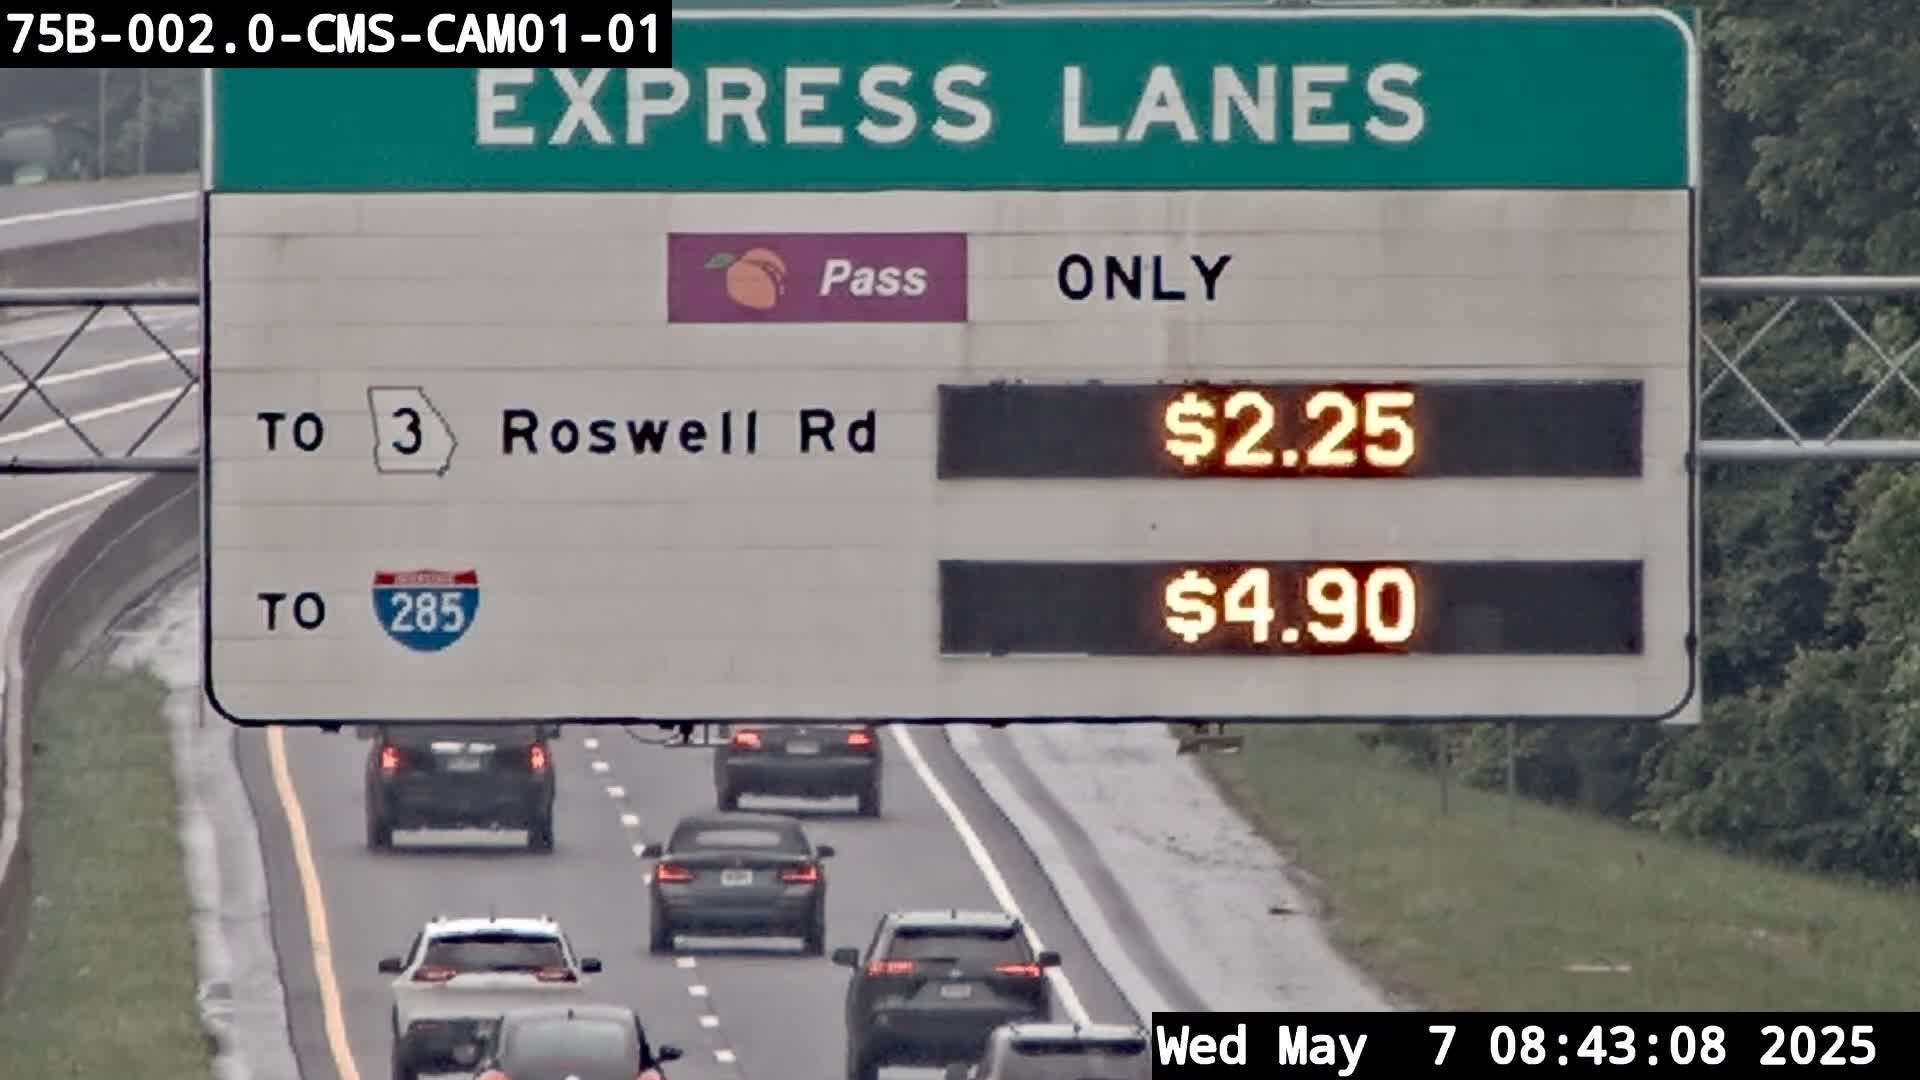 75B-002.0-CMS-CAM01-01
EXPRESS LANES
Pass ONLY
TO 3 Roswell Rd $2.25
TO 285 $4.90
Wed May 7 08:43:08 2025